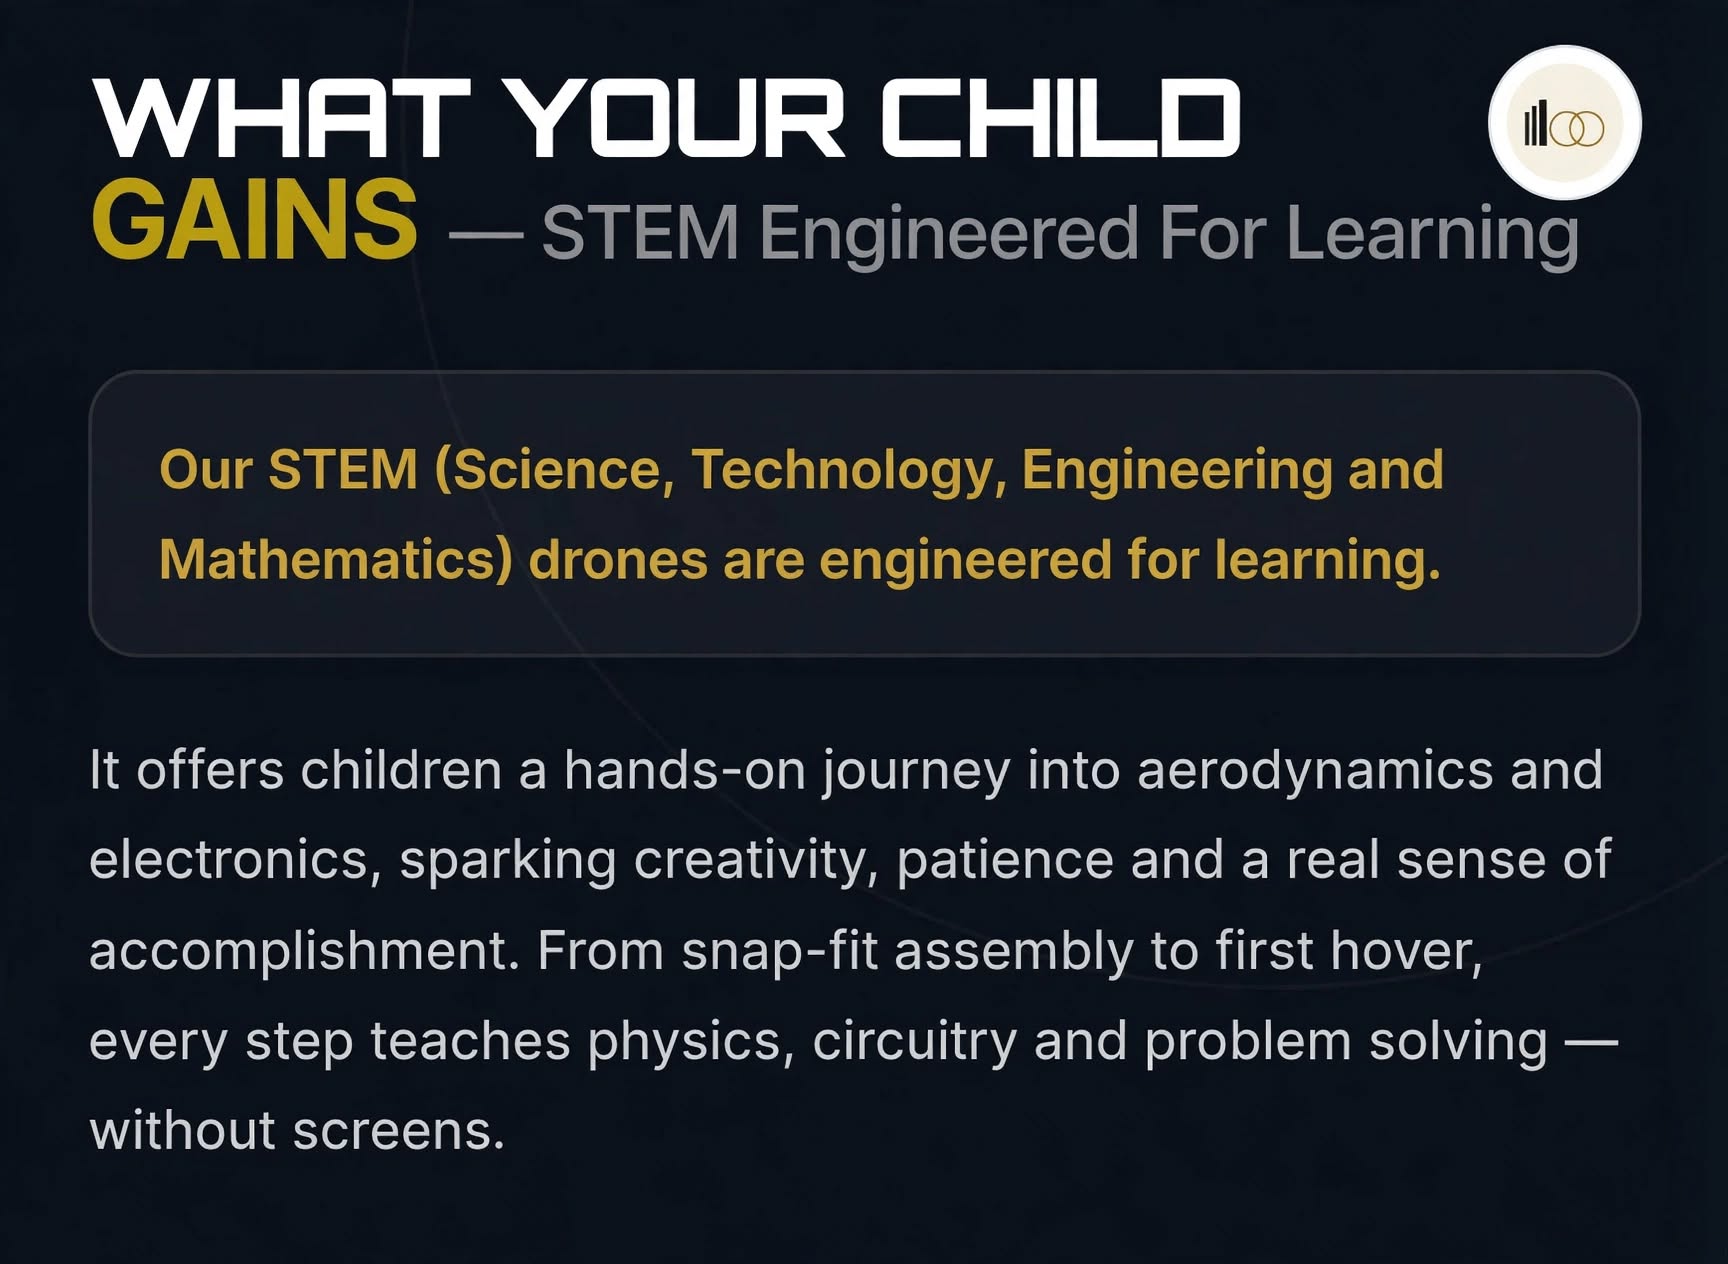 WHAT YOUR CHILD
GAINS — STEM Engineered For Learning
Our STEM (Science, Technology, Engineering and
Mathematics) drones are engineered for learning.
It offers children a hands-on journey into aerodynamics and
electronics, sparking creativity, patience and a real sense of
accomplishment. From snap-fit assembly to first hover,
every step teaches physics, circuitry and problem solving —
without screens.